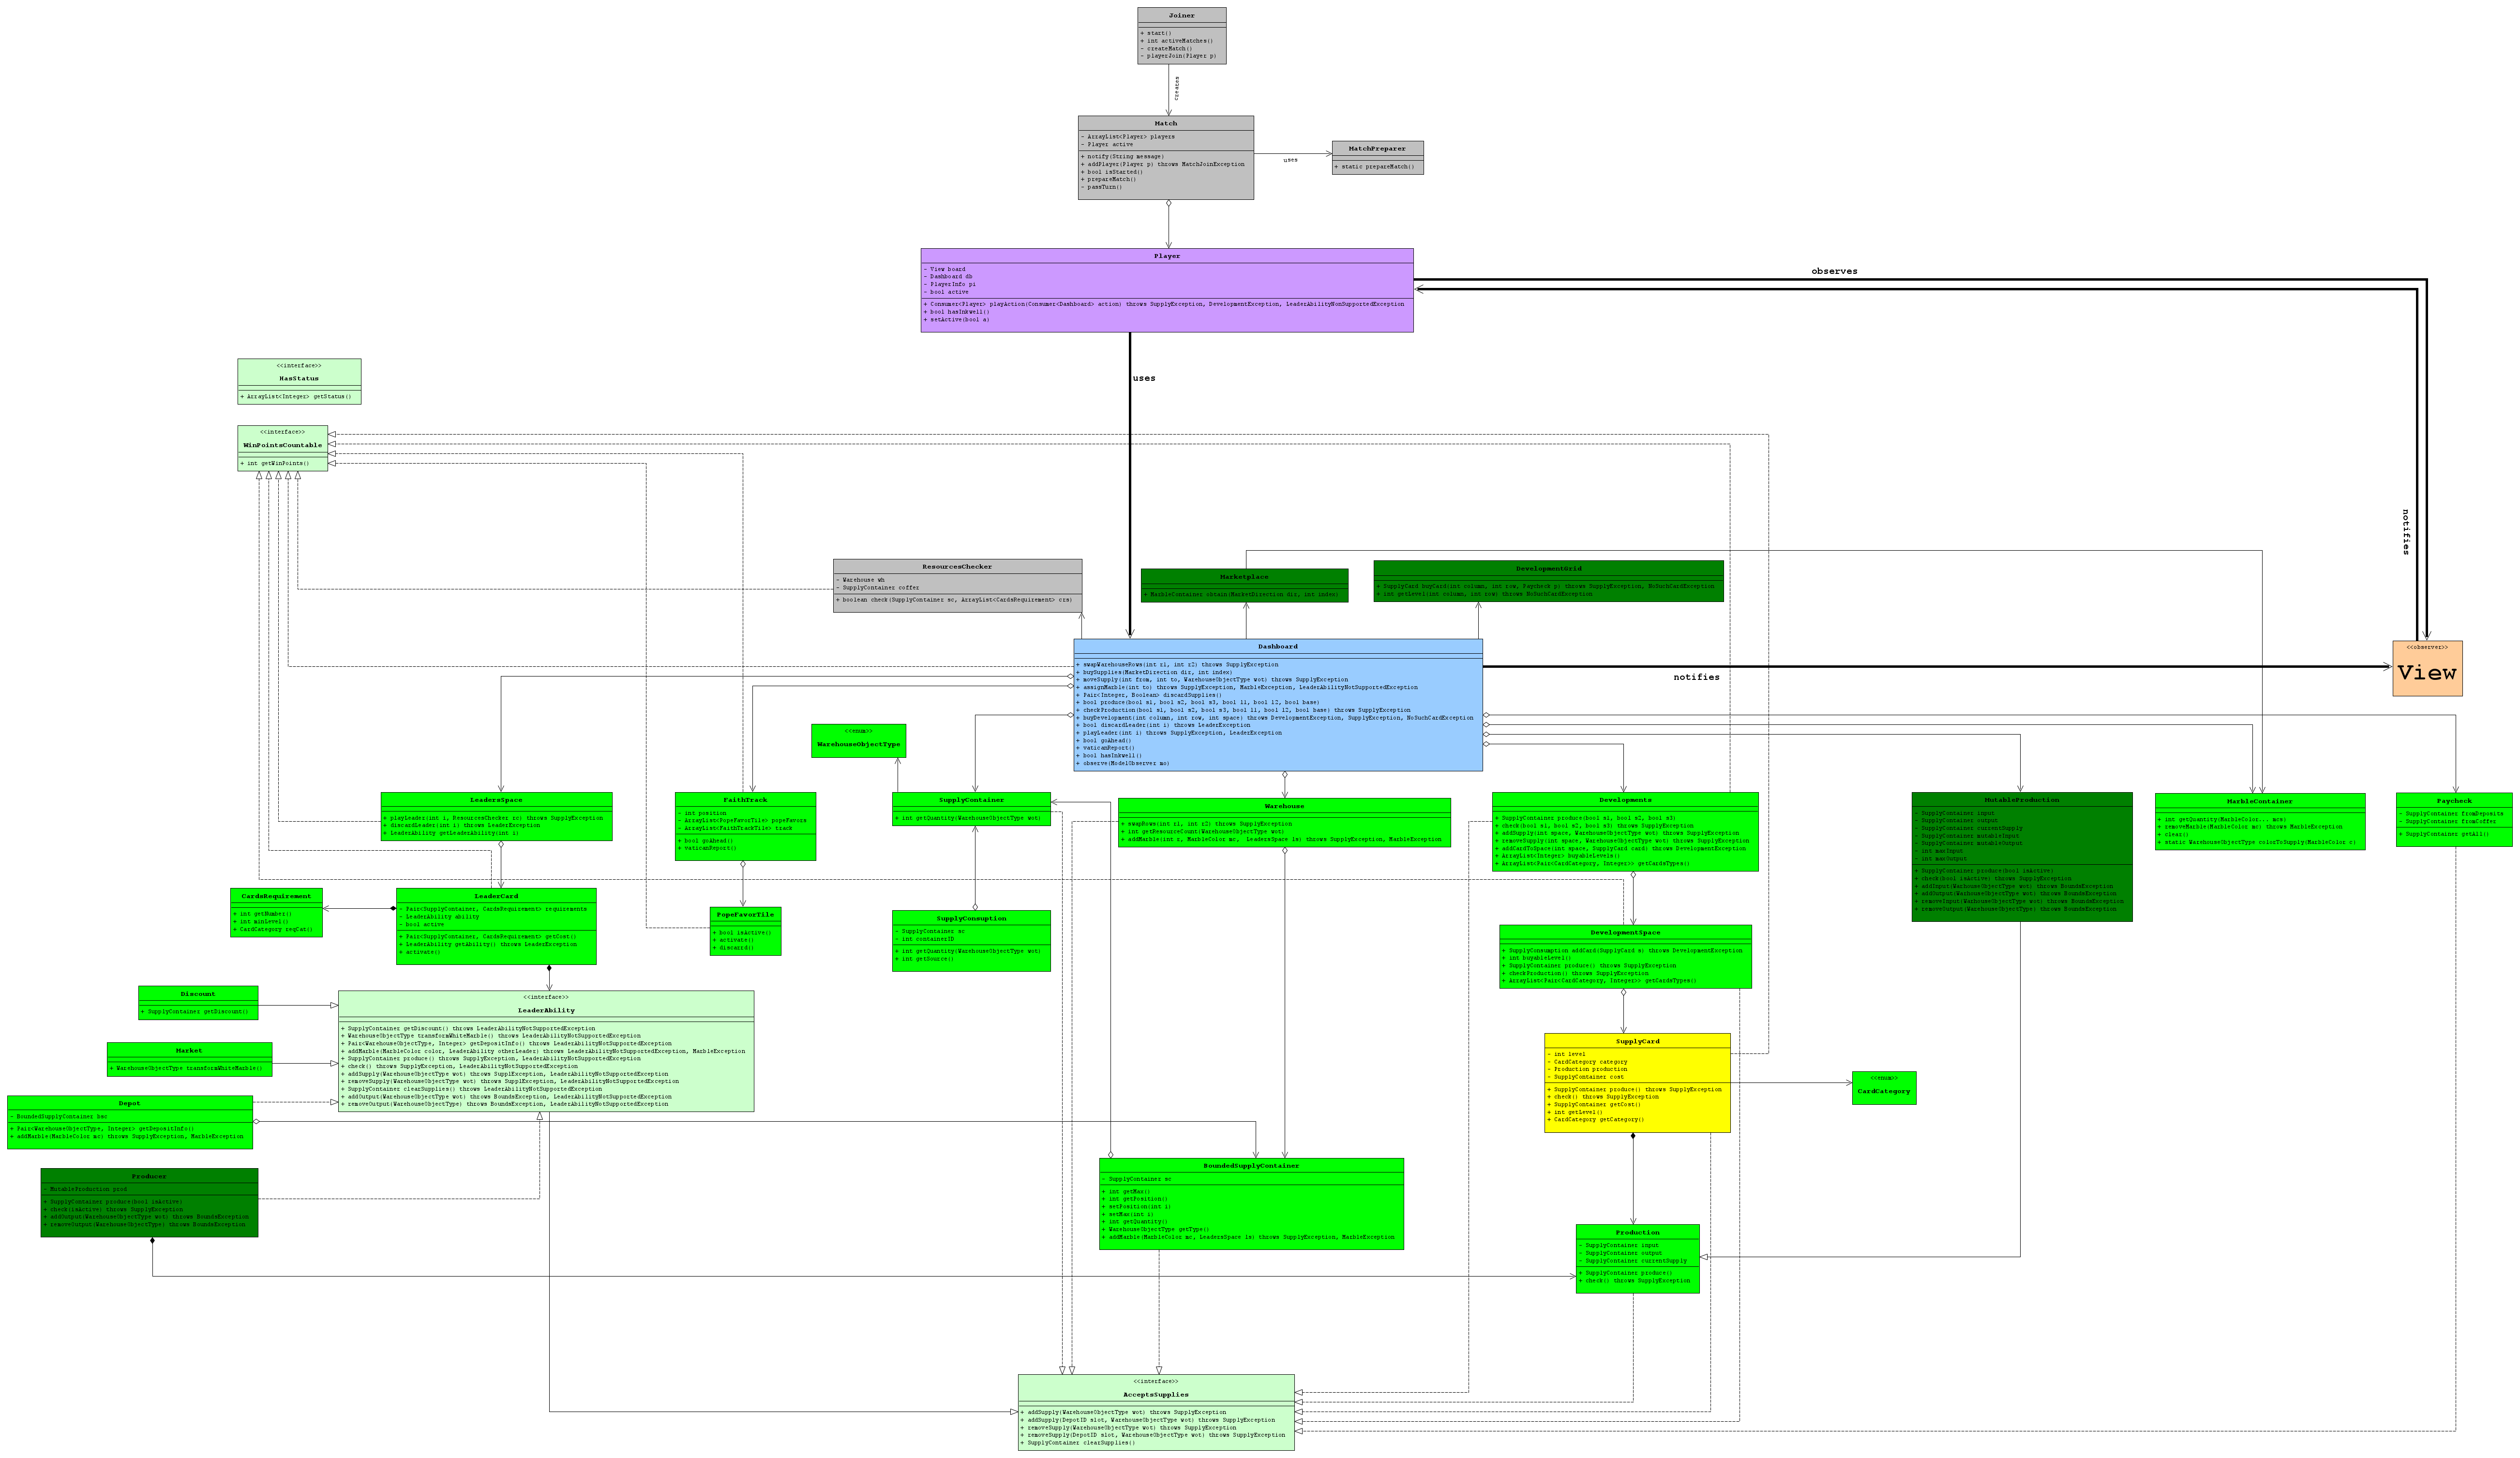 Joiner
+ start()
+ int activeMatches()
- createMatch()
- playerJoin(Player p)
creates
Match
- ArrayList<Player> players
- Player active
+ notify(String message)
+ addPlayer(Player p) throws MatchJoinException
+ bool isStarted()
+ prepareMatch()
- passTurn()
uses
MatchPreparer
+ static prepareMatch()
Player
- View board
- Dashboard db
- PlayerInfo pi
- bool active
+ Consumer<Player> playAction(Consumer<Dashboard> action) throws SupplyException, DevelopmentException, LeaderAbilityNonSupportedException
+ bool hasInkwell()
+ setActive(bool a)
observes
uses
notifies
<<interface>>
HasStatus
+ ArrayList<Integer> getStatus()
<<interface>>
WinPointsCountable
+ int getWinPoints()
ResourcesChecker
- Warehouse wh
- SupplyContainer coffer
+ boolean check(SupplyContainer sc, ArrayList<CardsRequirement> crs)
Marketplace
+ MarbleContainer obtain(MarketDirection dir, int index)
DevelopmentGrid
+ SupplyCard buyCard(int column, int row, Paycheck p) throws SupplyException, NoSuchCardException
+ int getLevel(int column, int row) throws NoSuchCardException
Dashboard
+ swapWarehouseRows(int r1, int r2) throws SupplyException
+ buySupplies(MarketDirection dir, int index)
+ moveSupply(int from, int to, WarehouseObjectType wot) throws SupplyException
+ assignMarble(int to) throws SupplyException, MarbleException, LeaderAbilityNotSupportedException
+ Pair<Integer, Boolean> discardSupplies()
+ bool produce(bool s1, bool s2, bool s3, bool l1, bool l2, bool base)
+ checkProduction(bool s1, bool s2, bool s3, bool l1, bool l2, bool base) throws SupplyException
+ buyDevelopment(int column, int row, int space) throws DevelopmentException, SupplyException, NoSuchCardException
+ bool discardLeader(int i) throws LeaderException
+ playLeader(int i) throws SupplyException, LeaderException
+ bool goAhead()
+ vaticanReport()
+ bool hasInkwell()
+ observe(ModelObserver mo)
notifies
<<observer>>
View
<<enum>>
WarehouseObjectType
LeadersSpace
+ playLeader(int i, ResourcesChecker rc) throws SupplyException
+ discardLeader(int i) throws LeaderException
+ LeaderAbility getLeaderAbility(int i)
FaithTrack
- int position
- ArrayList<PopeFavorTile> popeFavors
- ArrayList<FaithTrackTile> track
+ bool goAhead()
+ vaticanReport()
SupplyContainer
+ int getQuantity(WarehouseObjectType wot)
Warehouse
+ swapRows(int r1, int r2) throws SupplyException
+ int getResourceCount(WarehouseObjectType wot)
+ addMarble(int r, MarbleColor mc, LeadersSpace ls) throws SupplyException, MarbleException
Developments
+ SupplyContainer produce(bool s1, bool s2, bool s3)
+ check(bool s1, bool s2, bool s3) throws SupplyException
+ addSupply(int space, WarehouseObjectType wot) throws SupplyException
+ removeSupply(int space, WarehouseObjectType wot) throws SupplyException
+ addCardToSpace(int space, SupplyCard card) throws DevelopmentException
+ ArrayList<Integer> buyableLevels()
+ ArrayList<Pair<CardCategory, Integer>> getCardsTypes()
MutableProduction
- SupplyContainer input
- SupplyContainer output
- SupplyContainer currentSupply
- SupplyContainer mutableInput
- SupplyContainer mutableOutput
- int maxInput
- int maxOutput
+ SupplyContainer produce(bool isActive)
+ check(bool isActive) throws SupplyException
+ addInput(WarehouseObjectType wot) throws BoundsException
+ addOutput(WarehouseObjectType wot) throws BoundsException
+ removeInput(WarehouseObjectType wot) throws BoundsException
+ removeOutput(WarehouseObjectType) throws BoundsException
MarbleContainer
+ int getQuantity(MarbleColor... mcs)
+ removeMarble(MarbleColor mc) throws MarbleException
+ clear()
+ static WarehouseObjectType colorToSupply(MarbleColor c)
Paycheck
- SupplyContainer fromDeposits
- SupplyContainer fromCoffer
+ SupplyContainer getAll()
CardsRequirement
+ int getNumber()
+ int minLevel()
+ CardCategory reqCat()
LeaderCard
- Pair<SupplyContainer, CardsRequirement> requirements
- LeaderAbility ability
- bool active
+ Pair<SupplyContainer, CardsRequirement> getCost()
+ LeaderAbility getAbility() throws LeaderException
+ activate()
PopeFavorTile
+ bool isActive()
+ activate()
+ discard()
SupplyConsuption
- SupplyContainer sc
- int containerID
+ int getQuantity(WarehouseObjectType wot)
+ int getSource()
DevelopmentSpace
+ SupplyConsumption addCard(SupplyCard s) throws DevelopmentException
+ int buyableLevel()
+ SupplyContainer produce() throws SupplyException
+ checkProduction() throws SupplyException
+ ArrayList<Pair<CardCategory, Integer>> getCardsTypes()
Discount
+ SupplyContainer getDiscount()
Market
+ WarehouseObjectType transformWhiteMarble()
Depot
- BoundedSupplyContainer bsc
+ Pair<WarehouseObjectType, Integer> getDepositInfo()
+ addMarble(MarbleColor mc) throws SupplyException, MarbleException
Producer
- MutableProduction prod
+ SupplyContainer produce(bool isActive)
+ check(isActive) throws SupplyException
+ addOutput(WarehouseObjectType wot) throws BoundsException
+ removeOutput(WarehouseObjectType) throws BoundsException
<<interface>>
LeaderAbility
+ SupplyContainer getDiscount() throws LeaderAbilityNotSupportedException
+ WarehouseObjectType transformWhiteMarble() throws LeaderAbilityNotSupportedException
+ Pair<WarehouseObjectType, Integer> getDepositInfo() throws LeaderAbilityNotSupportedException
+ addMarble(MarbleColor color, LeaderAbility otherLeader) throws LeaderAbilityNotSupportedException, MarbleException
+ SupplyContainer produce() throws SupplyException, LeaderAbilityNotSupportedException
+ check() throws SupplyException, LeaderAbilityNotSupportedException
+ addSupply(WarehouseObjectType wot) throws SupplException, LeaderAbilityNotSupportedException
+ removeSupply(WarehouseObjectType wot) throws SupplException, LeaderAbilityNotSupportedException
+ SupplyContainer clearSupplies() throws LeaderAbilityNotSupportedException
+ addOutput(WarehouseObjectType wot) throws BoundsException, LeaderAbilityNotSupportedException
+ removeOutput(WarehouseObjectType) throws BoundsException, LeaderAbilityNotSupportedException
SupplyCard
- int level
- CardCategory category
- Production production
- SupplyContainer cost
+ SupplyContainer produce() throws SupplyException
+ check() throws SupplyException
+ SupplyContainer getCost()
+ int getLevel()
+ CardCategory getCategory()
<<enum>>
CardCategory
BoundedSupplyContainer
- SupplyContainer sc
+ int getMax()
+ int getPosition()
+ setPosition(int i)
+ setMax(int i)
+ int getQuantity()
+ WarehouseObjectType getType()
+ addMarble(MarbleColor mc, LeadersSpace ls) throws SupplyException, MarbleException
Production
- SupplyContainer input
- SupplyContainer output
- SupplyContainer currentSupply
+ SupplyContainer produce()
+ check() throws SupplyException
<<interface>>
AcceptsSupplies
+ addSupply(WarehouseObjectType wot) throws SupplyException
+ addSupply(DepotID slot, WarehouseObjectType wot) throws SupplyException
+ removeSupply(WarehouseObjectType wot) throws SupplyException
+ removeSupply(DepotID slot, WarehouseObjectType wot) throws SupplyException
+ SupplyContainer clearSupplies()